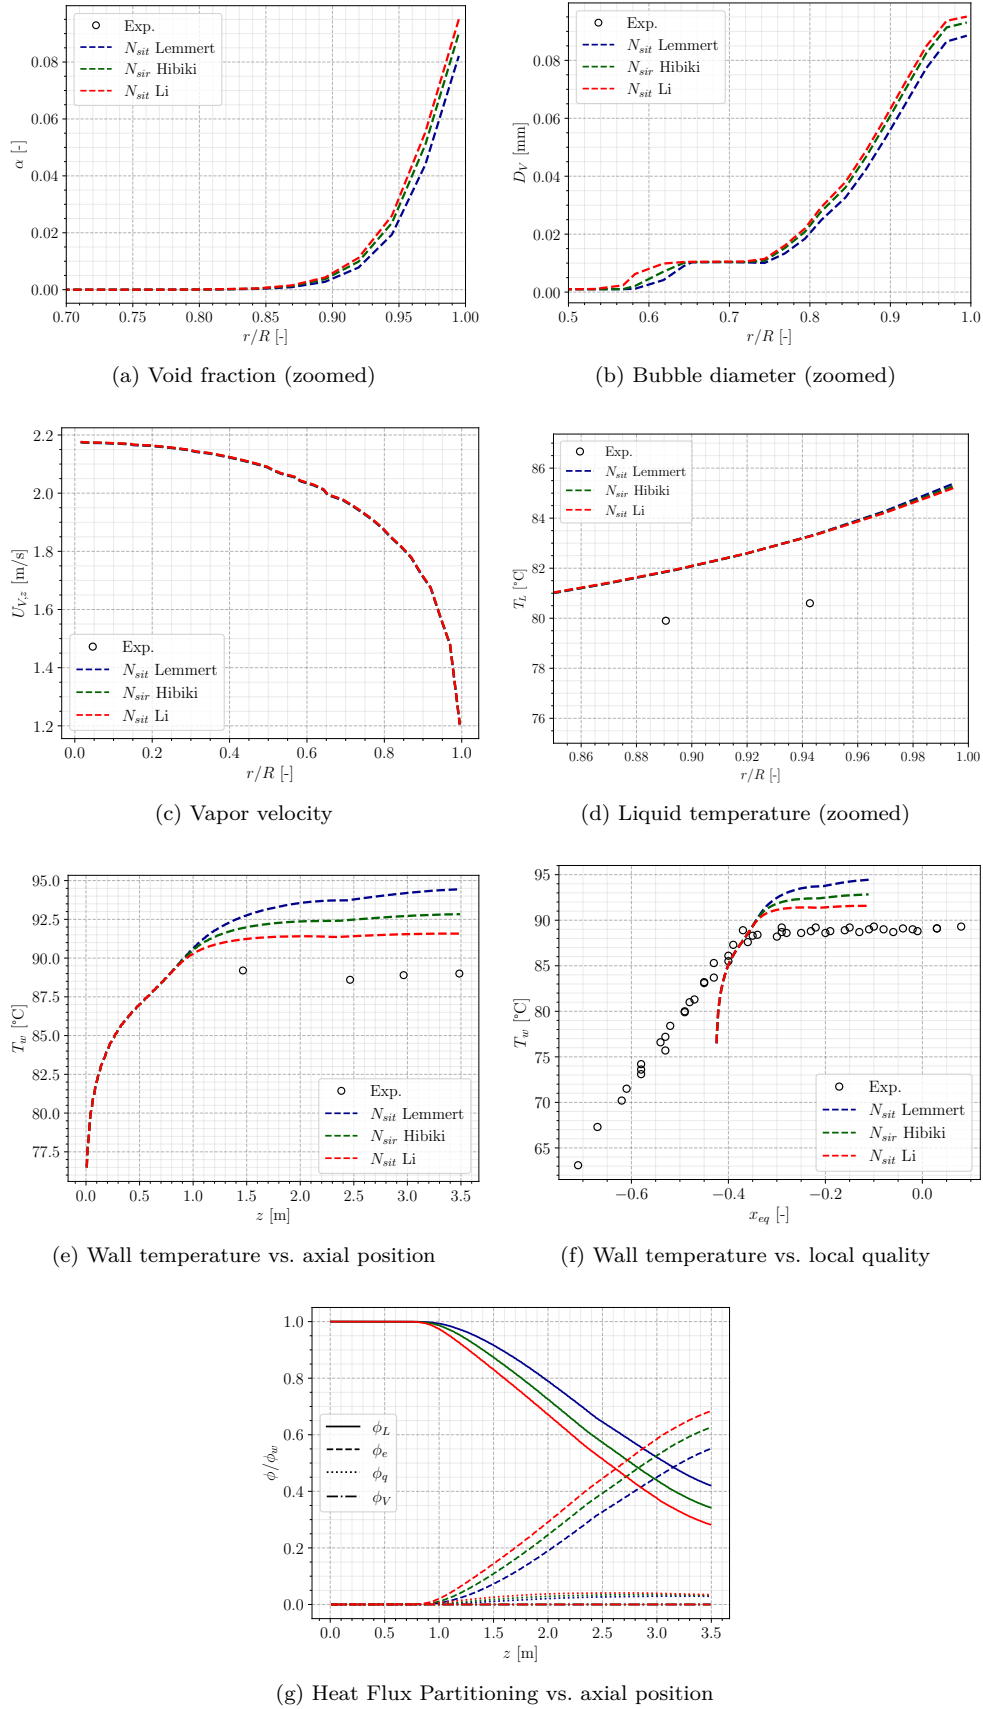 0.08
0.06
0.04
0.02
0.00
α [-]
Exp.
N_sit Lemmert
N_sir Hibiki
N_sit Li
0.70 0.75 0.80 0.85 0.90 0.95 1.00
r/R [-]
(a) Void fraction (zoomed)
0.08
0.06
0.04
0.02
0.00
D_V [mm]
Exp.
N_sit Lemmert
N_sir Hibiki
N_sit Li
0.5 0.6 0.7 0.8 0.9 1.0
r/R [-]
(b) Bubble diameter (zoomed)
2.2
2.0
1.8
1.6
1.4
1.2
U_V,z [m/s]
Exp.
N_sit Lemmert
N_sir Hibiki
N_sit Li
0.0 0.2 0.4 0.6 0.8 1.0
r/R [-]
(c) Vapor velocity
86
84
82
80
78
76
T_L [°C]
Exp.
N_sit Lemmert
N_sir Hibiki
N_sit Li
0.86 0.88 0.90 0.92 0.94 0.96 0.98 1.00
r/R [-]
(d) Liquid temperature (zoomed)
95.0
92.5
90.0
87.5
85.0
82.5
80.0
77.5
T_w [°C]
Exp.
N_sit Lemmert
N_sir Hibiki
N_sit Li
0.0 0.5 1.0 1.5 2.0 2.5 3.0 3.5
z [m]
(e) Wall temperature vs. axial position
95
90
85
80
75
70
65
T_w [°C]
Exp.
N_sit Lemmert
N_sir Hibiki
N_sit Li
−0.6 −0.4 −0.2 0.0
x_eq [-]
(f) Wall temperature vs. local quality
1.0
0.8
0.6
0.4
0.2
0.0
ϕ/ϕ_w
ϕ_L
ϕ_e
ϕ_q
ϕ_V
0.0 0.5 1.0 1.5 2.0 2.5 3.0 3.5
z [m]
(g) Heat Flux Partitioning vs. axial position